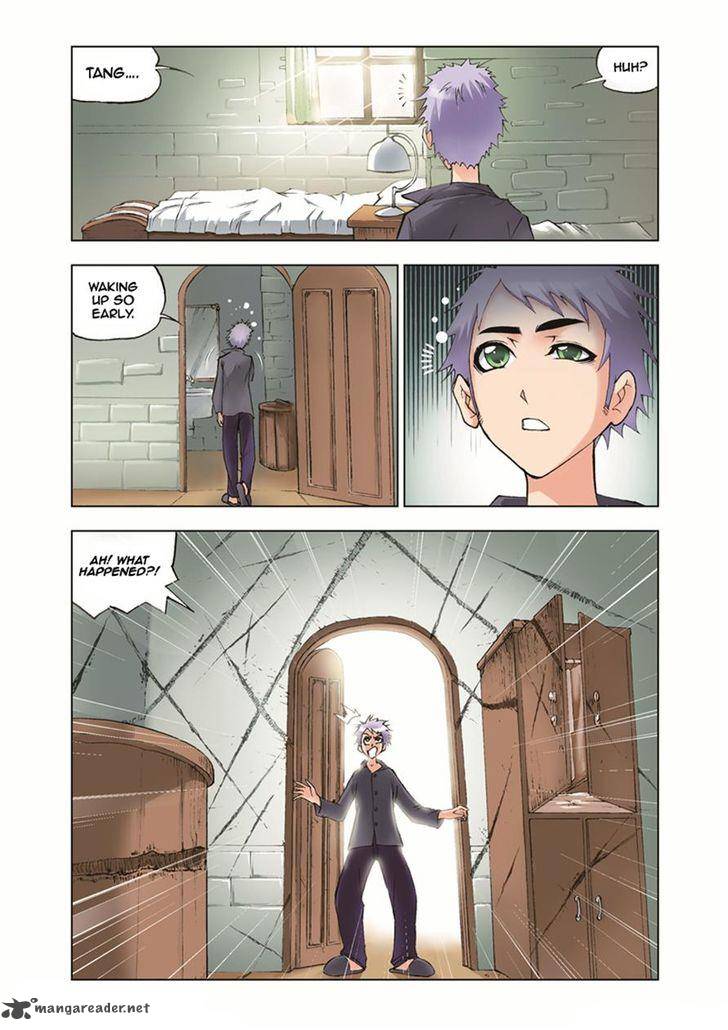 TANG....
HUH?
WAKING
UP SO
EARLY.
AH! WHAT
HAPPENED?!
mangareader.net